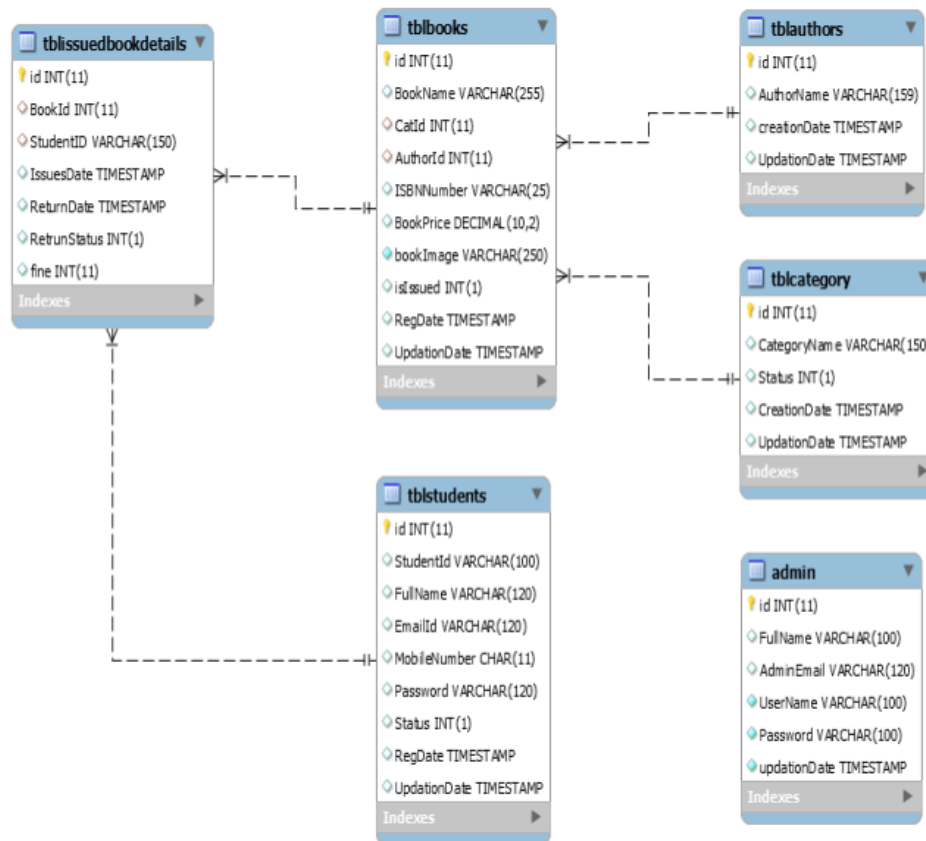 tblissuedbookdetails
id INT(11)
BookId INT(11)
StudentID VARCHAR(150)
IssuesDate TIMESTAMP
ReturnDate TIMESTAMP
RetrunStatus INT(1)
fine INT(11)
Indexes
tblbooks
id INT(11)
BookName VARCHAR(255)
CatId INT(11)
AuthorId INT(11)
ISBNNumber VARCHAR(25)
BookPrice DECIMAL(10,2)
bookImage VARCHAR(250)
isIssued INT(1)
RegDate TIMESTAMP
UpdationDate TIMESTAMP
Indexes
tblauthors
id INT(11)
AuthorName VARCHAR(159)
creationDate TIMESTAMP
UpdationDate TIMESTAMP
Indexes
tblcategory
id INT(11)
CategoryName VARCHAR(150
Status INT(1)
CreationDate TIMESTAMP
UpdationDate TIMESTAMP
Indexes
tblstudents
id INT(11)
StudentId VARCHAR(100)
FullName VARCHAR(120)
EmailId VARCHAR(120)
MobileNumber CHAR(11)
Password VARCHAR(120)
Status INT(1)
RegDate TIMESTAMP
UpdationDate TIMESTAMP
Indexes
admin
id INT(11)
FullName VARCHAR(100)
AdminEmail VARCHAR(120)
UserName VARCHAR(100)
Password VARCHAR(100)
updationDate TIMESTAMP
Indexes